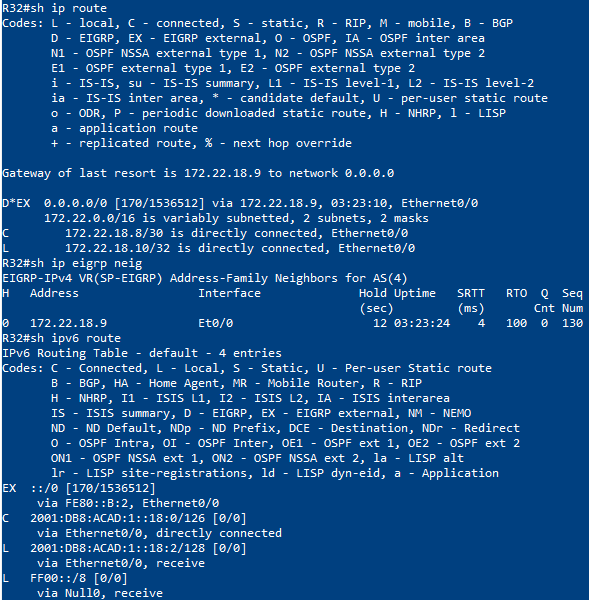 R32#sh ip route
Codes: L - local, C - connected, S - static, R - RIP, M - mobile, B - BGP
D - EIGRP, EX - EIGRP external, O - OSPF, IA - OSPF inter area
N1 - OSPF NSSA external type 1, N2 - OSPF NSSA external type 2
E1 - OSPF external type 1, E2 - OSPF external type 2
i - IS-IS, su - IS-IS summary, L1 - IS-IS level-1, L2 - IS-IS level-2
ia - IS-IS inter area, * - candidate default, U - per-user static route
o - ODR, P - periodic downloaded static route, H - NHRP, l - LISP
a - application route
+ - replicated route, % - next hop override
Gateway of last resort is 172.22.18.9 to network 0.0.0.0
D*EX 0.0.0.0/0 [170/1536512] via 172.22.18.9, 03:23:10, Ethernet0/0
172.22.0.0/16 is variably subnetted, 2 subnets, 2 masks
C 172.22.18.8/30 is directly connected, Ethernet0/0
L 172.22.18.10/32 is directly connected, Ethernet0/0
R32#sh ip eigrp neig
EIGRP-IPv4 VR(SP-EIGRP) Address-Family Neighbors for AS(4)
H Address Interface Hold Uptime SRTT RTO Q Seq
(sec) (ms) Cnt Num
0 172.22.18.9 Et0/0 12 03:23:24 4 100 0 130
R32#sh ipv6 route
IPv6 Routing Table - default - 4 entries
Codes: C - Connected, L - Local, S - Static, U - Per-user Static route
B - BGP, HA - Home Agent, MR - Mobile Router, R - RIP
H - NHRP, I1 - ISIS L1, I2 - ISIS L2, IA - ISIS interarea
IS - ISIS summary, D - EIGRP, EX - EIGRP external, NM - NEMO
ND - ND Default, NDp - ND Prefix, DCE - Destination, NDr - Redirect
O - OSPF Intra, OI - OSPF Inter, OE1 - OSPF ext 1, OE2 - OSPF ext 2
ON1 - OSPF NSSA ext 1, ON2 - OSPF NSSA ext 2, la - LISP alt
lr - LISP site-registrations, ld - LISP dyn-eid, a - Application
EX ::/0 [170/1536512]
via FE80::B:2, Ethernet0/0
C 2001:DB8:ACAD:1::18:0/126 [0/0]
via Ethernet0/0, directly connected
L 2001:DB8:ACAD:1::18:2/128 [0/0]
via Ethernet0/0, receive
L FF00::/8 [0/0]
via Null0, receive